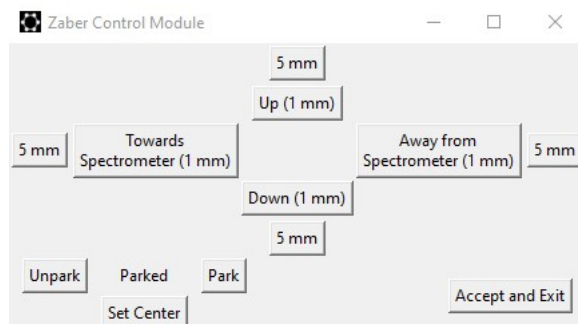 Zaber Control Module
5 mm
Up (1 mm)
5 mm
Towards
Spectrometer (1 mm)
Away from
Spectrometer (1 mm)
5 mm
Down (1 mm)
5 mm
Unpark
Parked
Park
Set Center
Accept and Exit